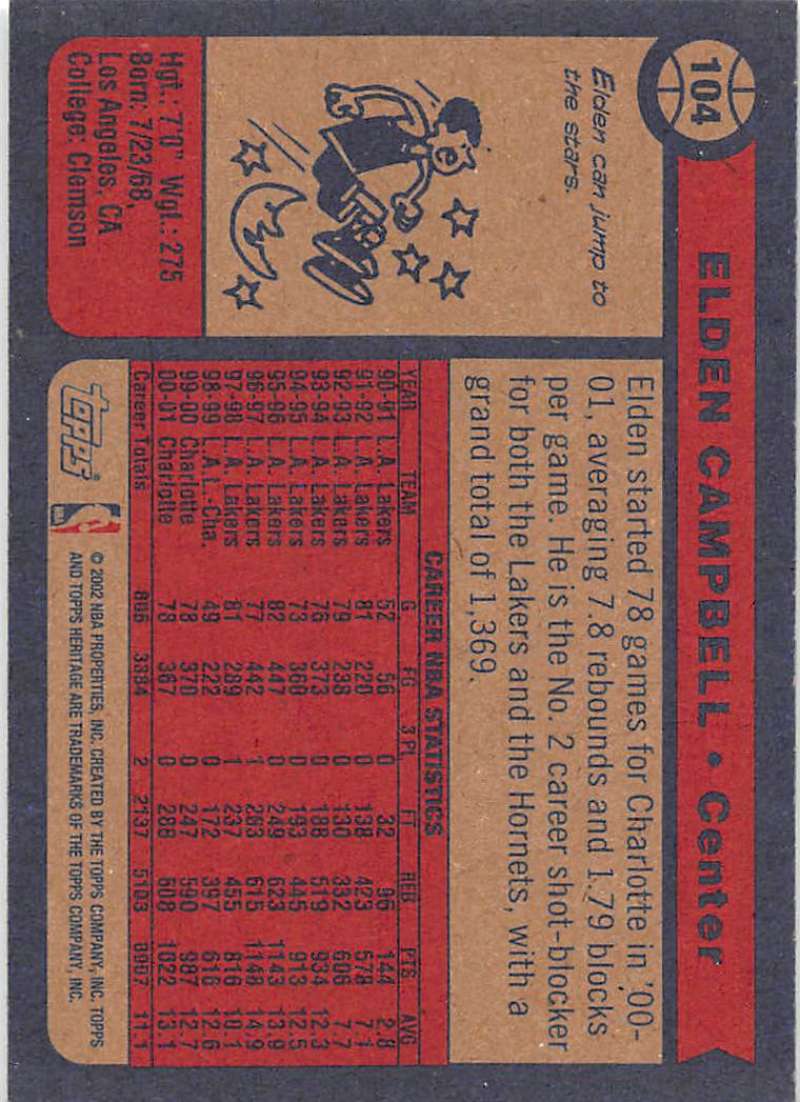 104
ELDEN CAMPBELL • Center
Elden can jump to
the stars.
Hgt.: 7'0" Wgt.: 275
Born: 7/23/68,
Los Angeles, CA
College: Clemson
Elden started 78 games for Charlotte in '00-
01, averaging 7.8 rebounds and 1.79 blocks
per game. He is the No. 2 career shot-blocker
for both the Lakers and the Hornets, with a
grand total of 1,369.
CAREER NBA STATISTICS
YEAR TEAM G FG 3PT FT REB PTS AVG
90-91 L.A. Lakers 52 56 0 32 96 144 2.8
91-92 L.A. Lakers 81 220 0 138 423 578 7.1
92-93 L.A. Lakers 79 238 0 130 332 606 7.7
93-94 L.A. Lakers 76 373 0 188 519 934 12.3
94-95 L.A. Lakers 73 360 0 193 445 913 12.5
95-96 L.A. Lakers 82 447 0 249 623 1143 13.9
96-97 L.A. Lakers 77 442 1 263 615 1148 14.9
97-98 L.A. Lakers 81 289 1 237 455 816 10.1
98-99 L.A.L.-Cha. 49 222 0 172 397 616 12.6
99-00 Charlotte 78 370 0 247 590 987 12.7
00-01 Charlotte 78 367 0 288 608 1022 13.1
Career Totals 806 3384 2 2137 5103 8907 11.1
topps®
© 2002 NBA PROPERTIES, INC. CREATED BY THE TOPPS COMPANY, INC. TOPPS
AND TOPPS HERITAGE ARE TRADEMARKS OF THE TOPPS COMPANY, INC.